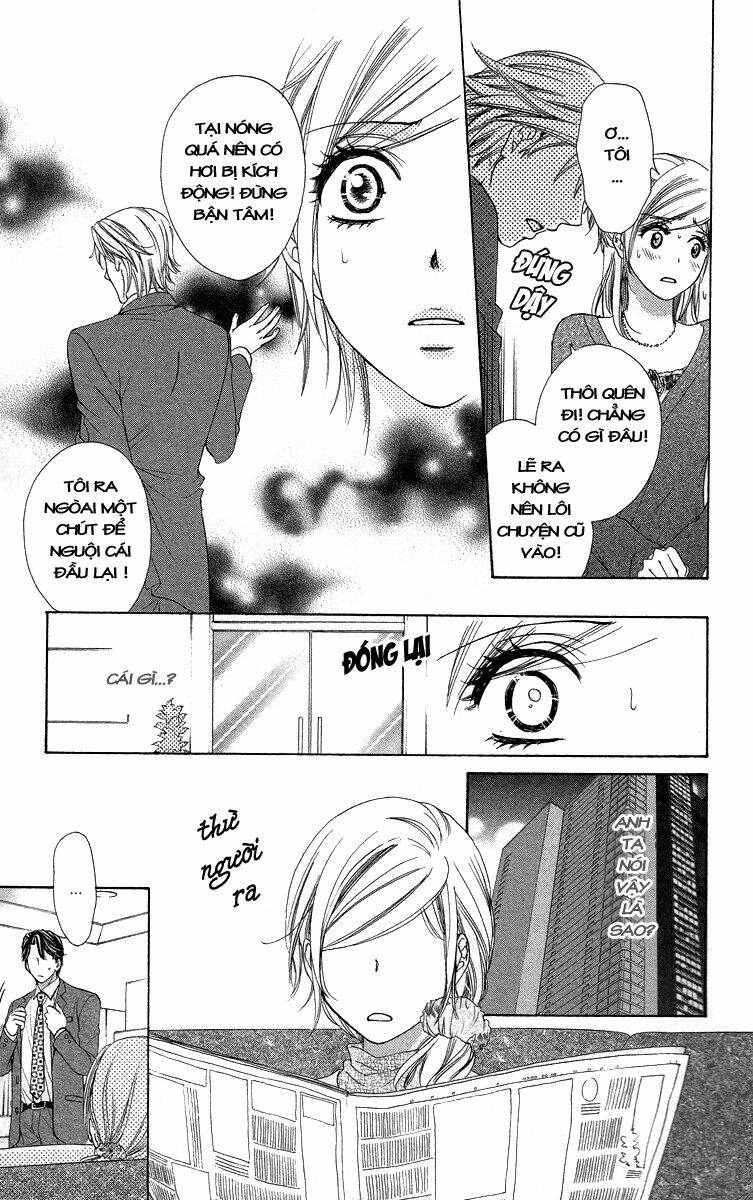 Ơ...
TÔI
...
ĐỨNG
DẬY
THÔI QUÊN
ĐI! CHẲNG
CÓ GÌ ĐÂU!
LẼ RA
KHÔNG
NÊN LÔI
CHUYỆN CŨ
VÀO!
TẠI NÓNG
QUÁ NÊN CÓ
HƠI BỊ KÍCH
ĐỘNG! ĐỪNG
BẬN TÂM!
TÔI RA
NGÒAI MỘT
CHÚT ĐỂ
NGUỘI CÁI
ĐẦU LẠI !
ĐÓNG LẠI
CÁI GÌ...?
ANH
TA
NÓI
VẬY
LÀ
SAO?
thừ
người
ra
...